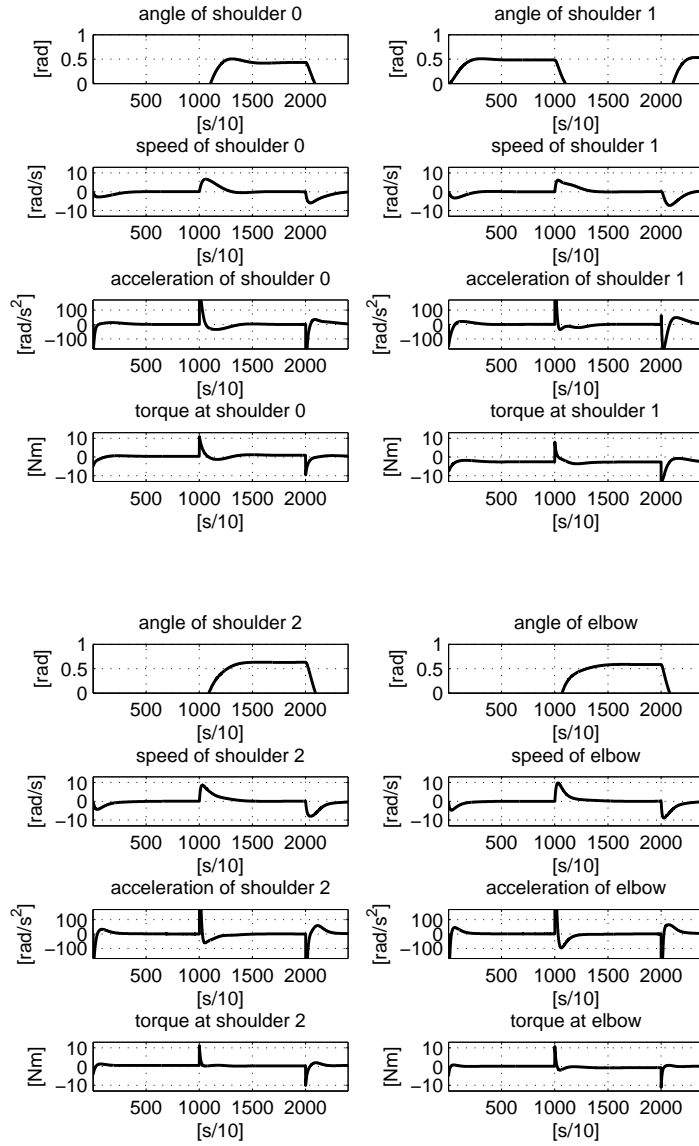 angle of shoulder 0
1
0.5
0
[rad]
500 1000 1500 2000
[s/10]
angle of shoulder 1
1
0.5
0
[rad]
500 1000 1500 2000
[s/10]
speed of shoulder 0
10
0
−10
[rad/s]
500 1000 1500 2000
[s/10]
speed of shoulder 1
10
0
−10
[rad/s]
500 1000 1500 2000
[s/10]
acceleration of shoulder 0
100
0
−100
[rad/s²]
500 1000 1500 2000
[s/10]
acceleration of shoulder 1
100
0
−100
[rad/s²]
500 1000 1500 2000
[s/10]
torque at shoulder 0
10
0
−10
[Nm]
500 1000 1500 2000
[s/10]
torque at shoulder 1
10
0
−10
[Nm]
500 1000 1500 2000
[s/10]
angle of shoulder 2
1
0.5
0
[rad]
500 1000 1500 2000
[s/10]
angle of elbow
1
0.5
0
[rad]
500 1000 1500 2000
[s/10]
speed of shoulder 2
10
0
−10
[rad/s]
500 1000 1500 2000
[s/10]
speed of elbow
10
0
−10
[rad/s]
500 1000 1500 2000
[s/10]
acceleration of shoulder 2
100
0
−100
[rad/s²]
500 1000 1500 2000
[s/10]
acceleration of elbow
100
0
−100
[rad/s²]
500 1000 1500 2000
[s/10]
torque at shoulder 2
10
0
−10
[Nm]
500 1000 1500 2000
[s/10]
torque at elbow
10
0
−10
[Nm]
500 1000 1500 2000
[s/10]